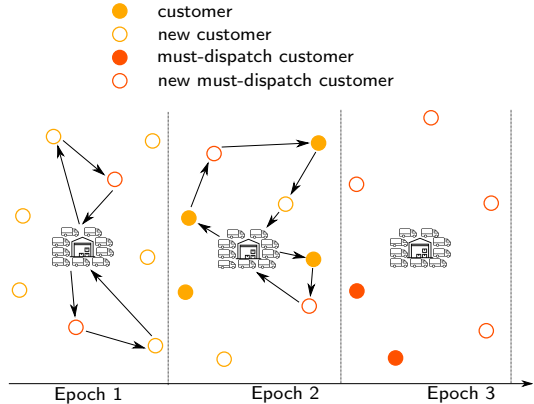 customer
new customer
must-dispatch customer
new must-dispatch customer
Epoch 1
Epoch 2
Epoch 3